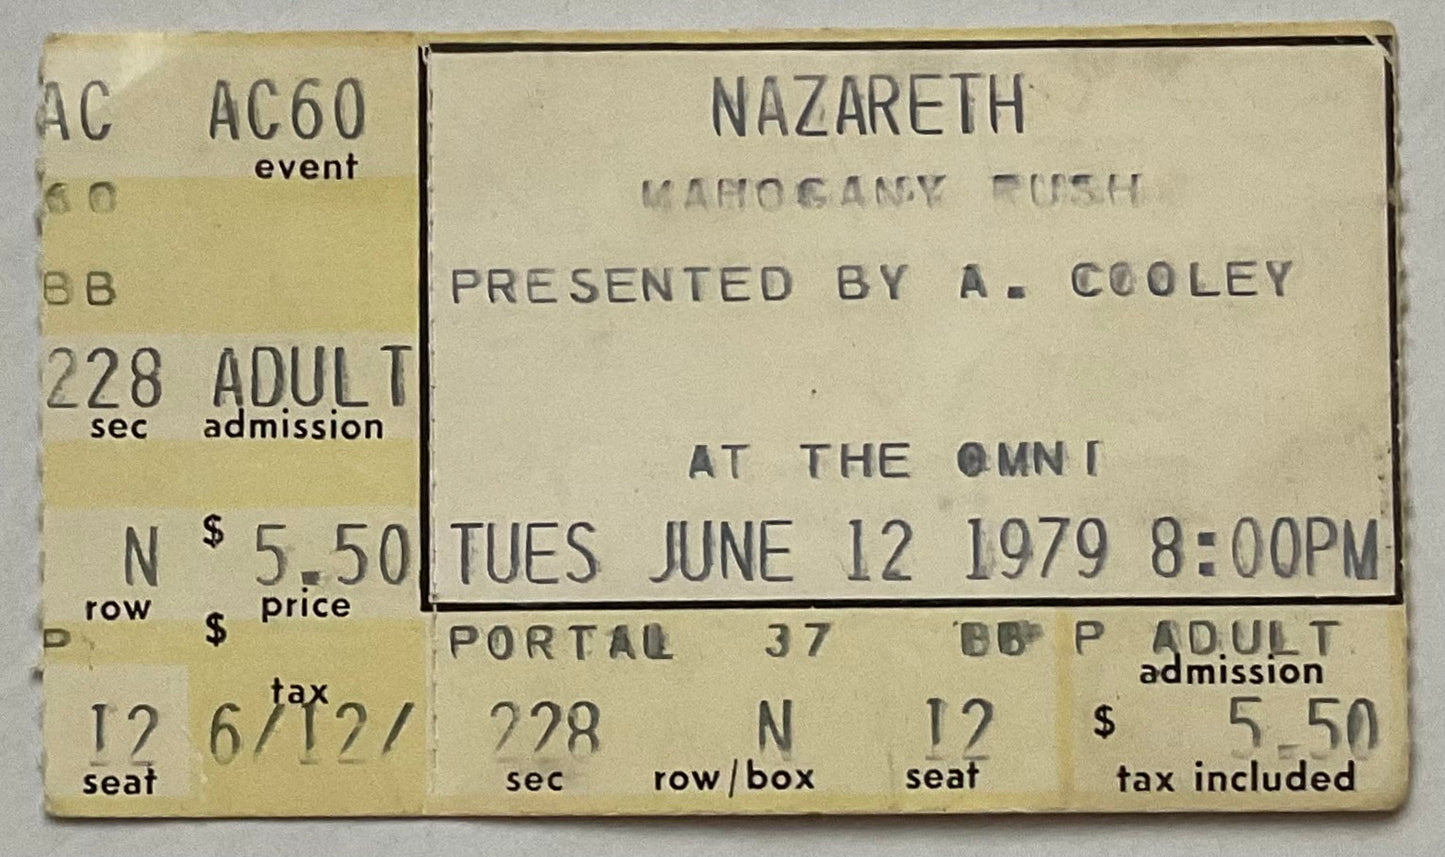 AC AC60
event
60
BB
228 ADULT
sec admission
N $ 5.50
row price
P $
tax
12 6/12/
seat
NAZARETH
MAHOGANY RUSH
PRESENTED BY A. COOLEY
AT THE OMNI
TUES JUNE 12 1979 8:00PM
PORTAL 37 BB P ADULT
admission
228 N 12 $ 5.50
sec row/box seat tax included